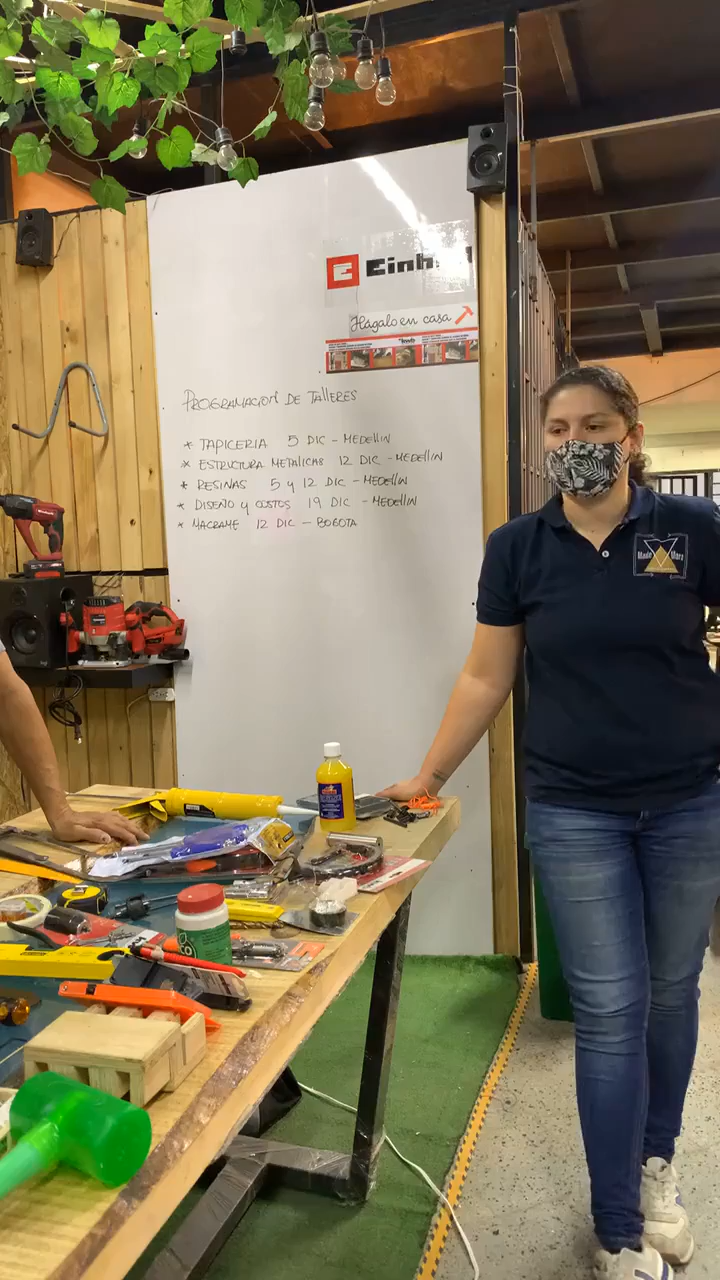 Hágalo en casa
PROGRAMACION DE TALLERES
* TAPICERIA 5 DIC - MEDELLIN
* ESTRUCTURA METALICAS 12 DIC - MEDELLIN
* RESINAS 5 y 12 DIC - MEDELLIN
* DISEÑO y COSTOS 19 DIC - MEDELLIN
* MACRAME 12 DIC - BOGOTA